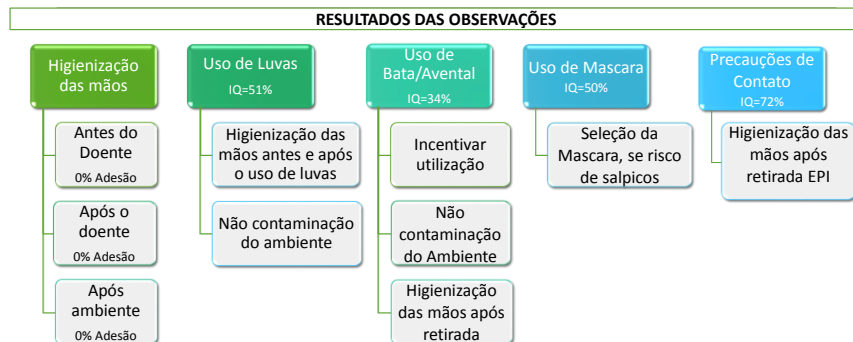 RESULTADOS DAS OBSERVAÇÕES
Higienização
das mãos
Antes do
Doente
0% Adesão
Após o
doente
0% Adesão
Após
ambiente
0% Adesão
Uso de Luvas
IQ=51%
Higienização das
mãos antes e após
o uso de luvas
Não contaminação
do ambiente
Uso de
Bata/Avental
IQ=34%
Incentivar
utilização
Não
contaminação
do Ambiente
Higienização
das mãos após
retirada
Uso de Mascara
IQ=50%
Seleção da
Mascara, se risco
de salpicos
Precauções de
Contato
IQ=72%
Higienização das
mãos após
retirada EPI